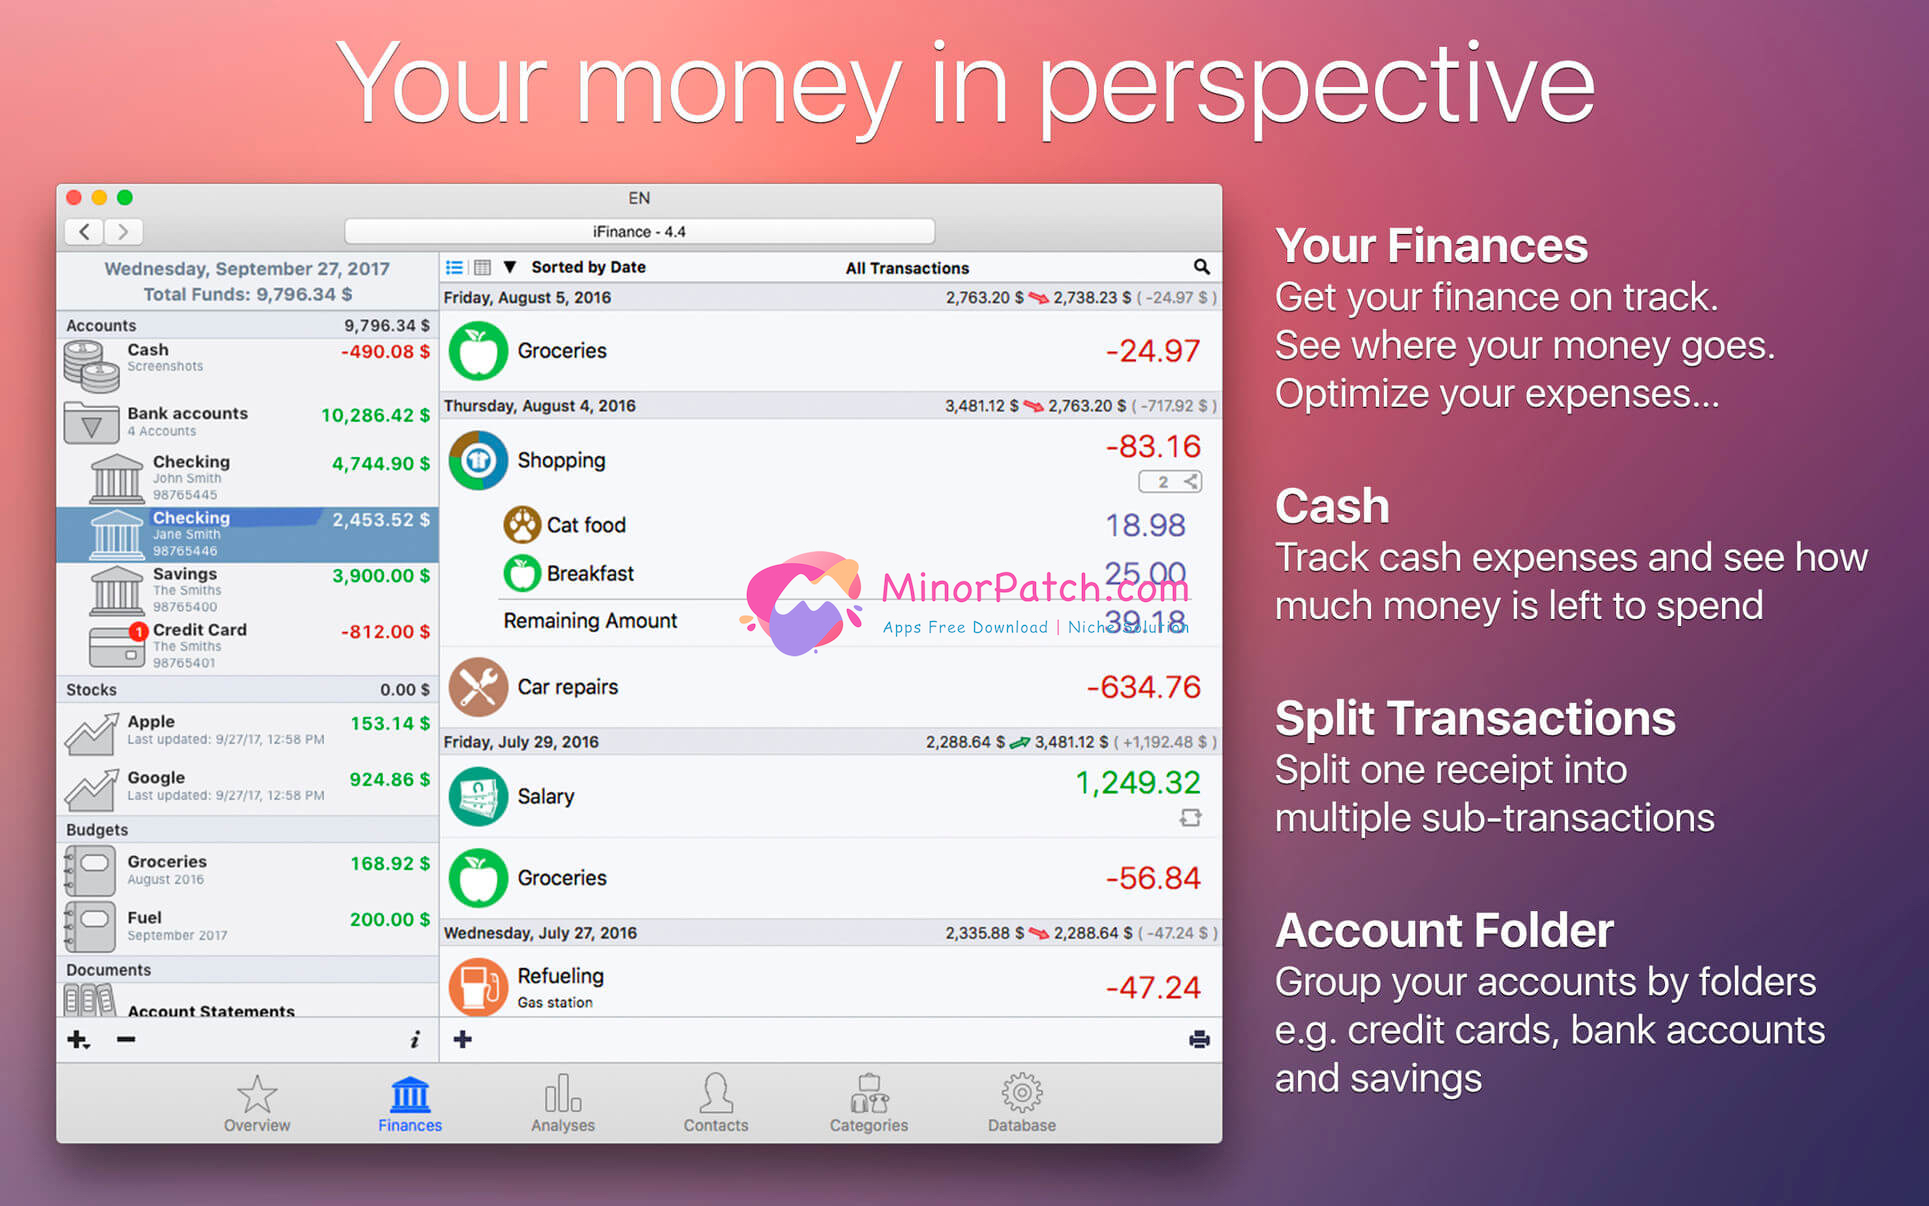 Your money in perspective
EN
iFinance - 4.4
Wednesday, September 27, 2017
Total Funds: 9,796.34 $
Accounts 9,796.34 $
Cash -490.08 $
Screenshots
Bank accounts 10,286.42 $
4 Accounts
Checking 4,744.90 $
John Smith
98765445
Checking 2,453.52 $
Jane Smith
98765446
Savings 3,900.00 $
The Smiths
98765400
1
Credit Card -812.00 $
The Smiths
98765401
Stocks 0.00 $
Apple 153.14 $
Last updated: 9/27/17, 12:58 PM
Google 924.86 $
Last updated: 9/27/17, 12:58 PM
Budgets
Groceries 168.92 $
August 2016
Fuel 200.00 $
September 2017
Documents
Account Statements
Sorted by Date All Transactions
Friday, August 5, 2016 2,763.20 $ 2,738.23 $ ( -24.97 $ )
Groceries -24.97
Thursday, August 4, 2016 3,481.12 $ 2,763.20 $ ( -717.92 $ )
Shopping -83.16
2
Cat food 18.98
Breakfast 25.00
Remaining Amount 39.18
MinorPatch.com
Apps Free Download | Niche Solution
Car repairs -634.76
Friday, July 29, 2016 2,288.64 $ 3,481.12 $ ( +1,192.48 $ )
Salary 1,249.32
Groceries -56.84
Wednesday, July 27, 2016 2,335.88 $ 2,288.64 $ ( -47.24 $ )
Refueling -47.24
Gas station
Overview
Finances
Analyses
Contacts
Categories
Database
Your Finances
Get your finance on track.
See where your money goes.
Optimize your expenses...
Cash
Track cash expenses and see how
much money is left to spend
Split Transactions
Split one receipt into
multiple sub-transactions
Account Folder
Group your accounts by folders
e.g. credit cards, bank accounts
and savings